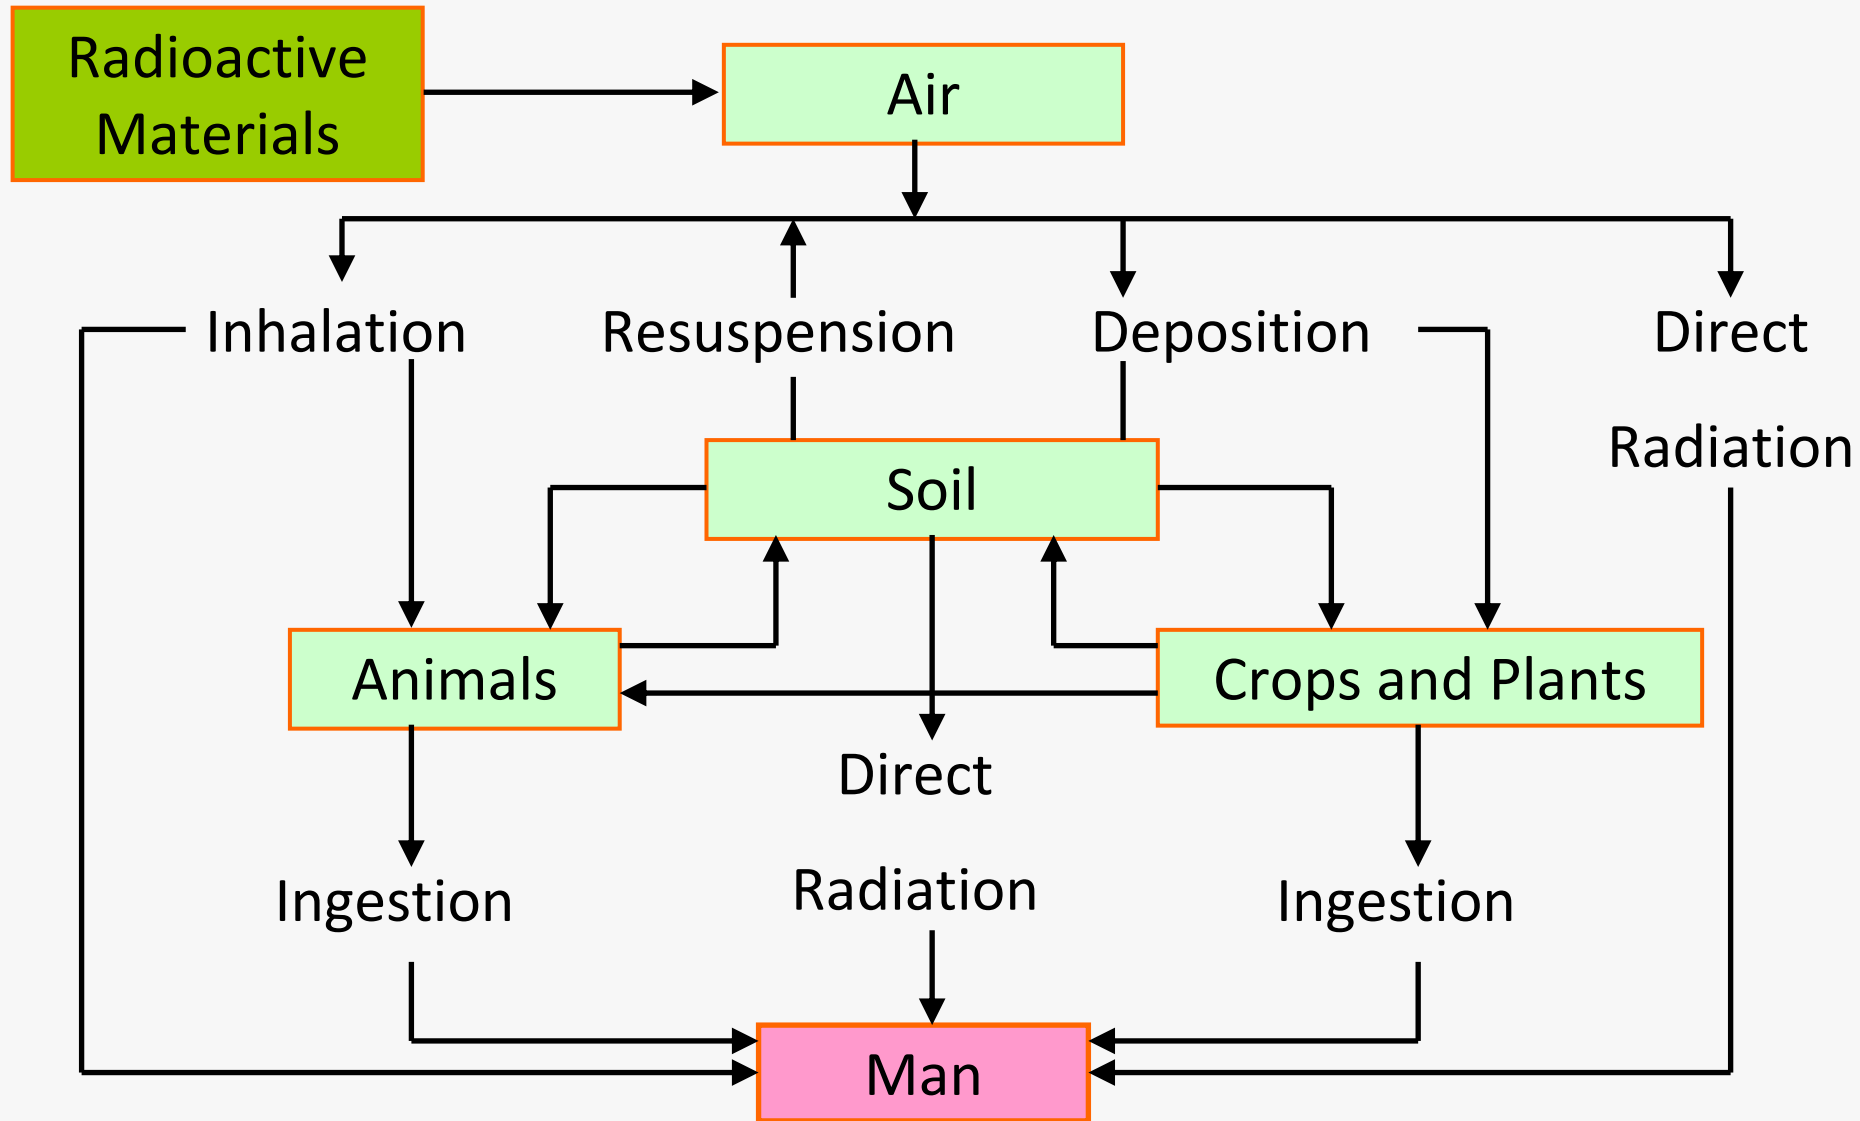 Radioactive
Materials
Air
Inhalation
Resuspension
Deposition
Direct
Radiation
Soil
Animals
Crops and Plants
Direct
Radiation
Ingestion
Ingestion
Man